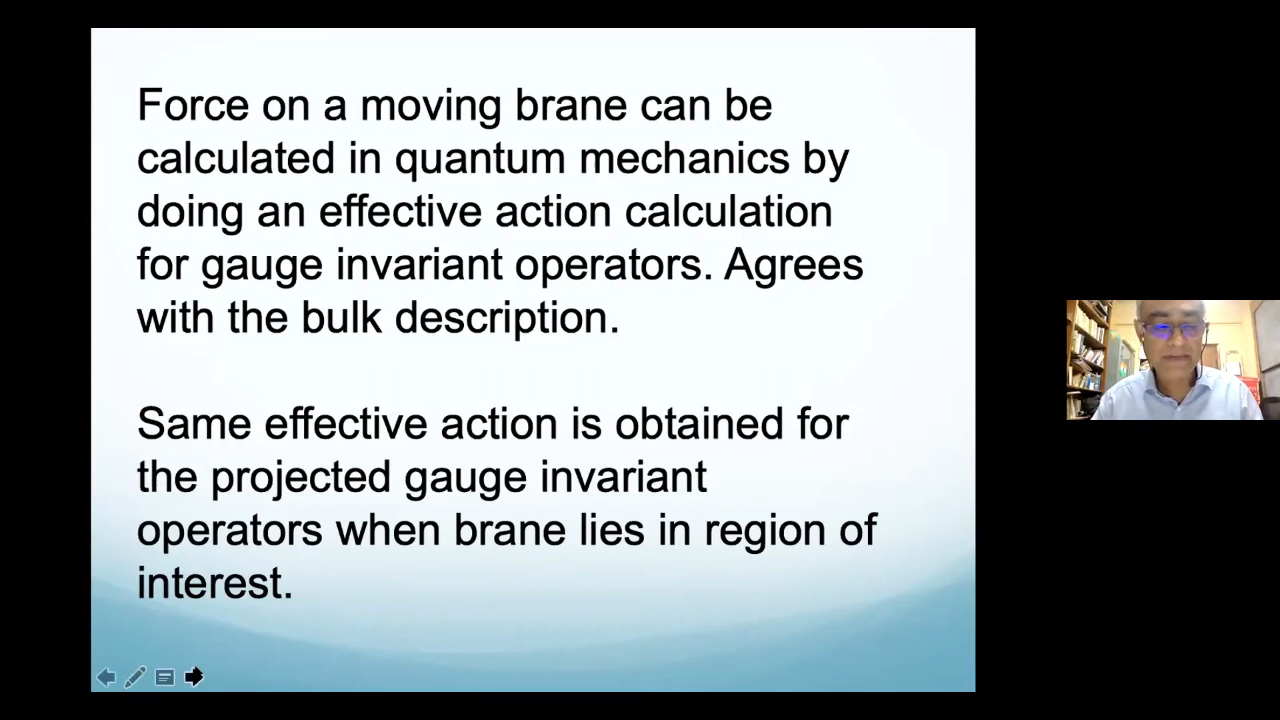 Force on a moving brane can be
calculated in quantum mechanics by
doing an effective action calculation
for gauge invariant operators. Agrees
with the bulk description.
Same effective action is obtained for
the projected gauge invariant
operators when brane lies in region of
interest.